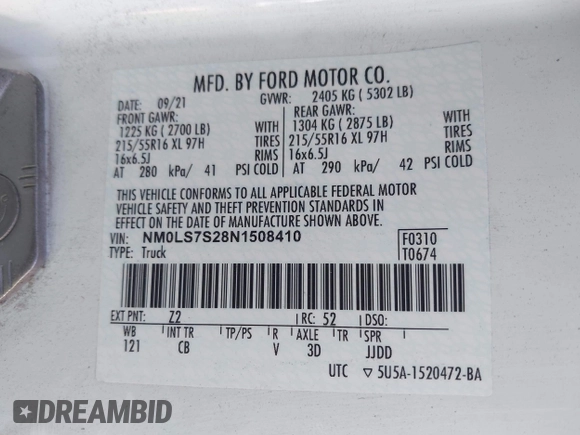 MFD. BY FORD MOTOR CO.
DATE: 09/21 GVWR: 2405 KG ( 5302 LB)
FRONT GAWR: REAR GAWR:
1225 KG ( 2700 LB) WITH 1304 KG ( 2875 LB) WITH
215/55R16 XL 97H TIRES 215/55R16 XL 97H TIRES
16x6.5J RIMS 16x6.5J RIMS
AT 280 kPa/ 41 PSI COLD AT 290 kPa/ 42 PSI COLD
THIS VEHICLE CONFORMS TO ALL APPLICABLE FEDERAL MOTOR
VEHICLE SAFETY AND THEFT PREVENTION STANDARDS IN
EFFECT ON THE DATE OF MANUFACTURE SHOWN ABOVE.
VIN: NM0LS7S28N1508410 F0310
TYPE: Truck T0674
EXT PNT: Z2 RC: 52 DSO:
WB INT TR TP/PS R AXLE TR SPR
121 CB V 3D JJDD
UTC ▽ 5U5A-1520472-BA
DREAMBID